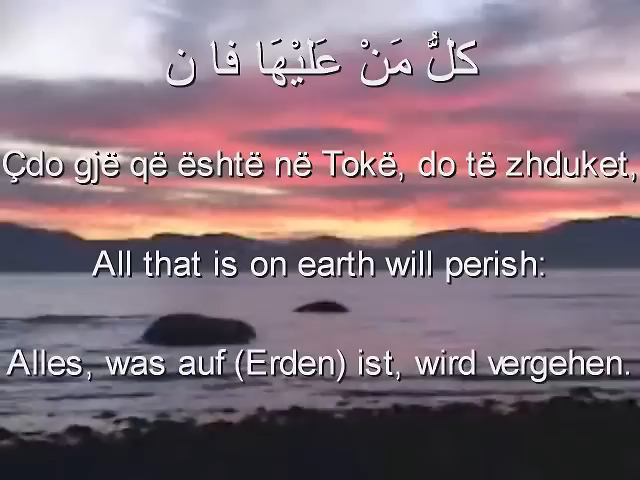 كلُّ مَنْ عَليْهَا فا ن
Çdo gjë që është në Tokë, do të zhduket,
All that is on earth will perish:
Alles, was auf (Erden) ist, wird vergehen.